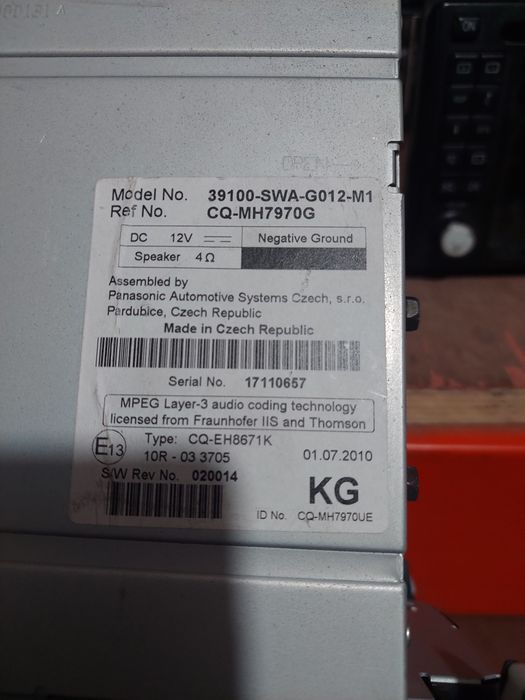 OPEN
Model No. 39100-SWA-G012-M1
Ref No. CQ-MH7970G
DC 12V Negative Ground
Speaker 4Ω
Assembled by
Panasonic Automotive Systems Czech, s.r.o.
Pardubice, Czech Republic
Made in Czech Republic
Serial No. 17110657
MPEG Layer-3 audio coding technology
licensed from Fraunhofer IIS and Thomson
E13
Type: CQ-EH8671K
10R - 03 3705
01.07.2010
S/W Rev No. 020014
KG
ID No. CQ-MH7970UE